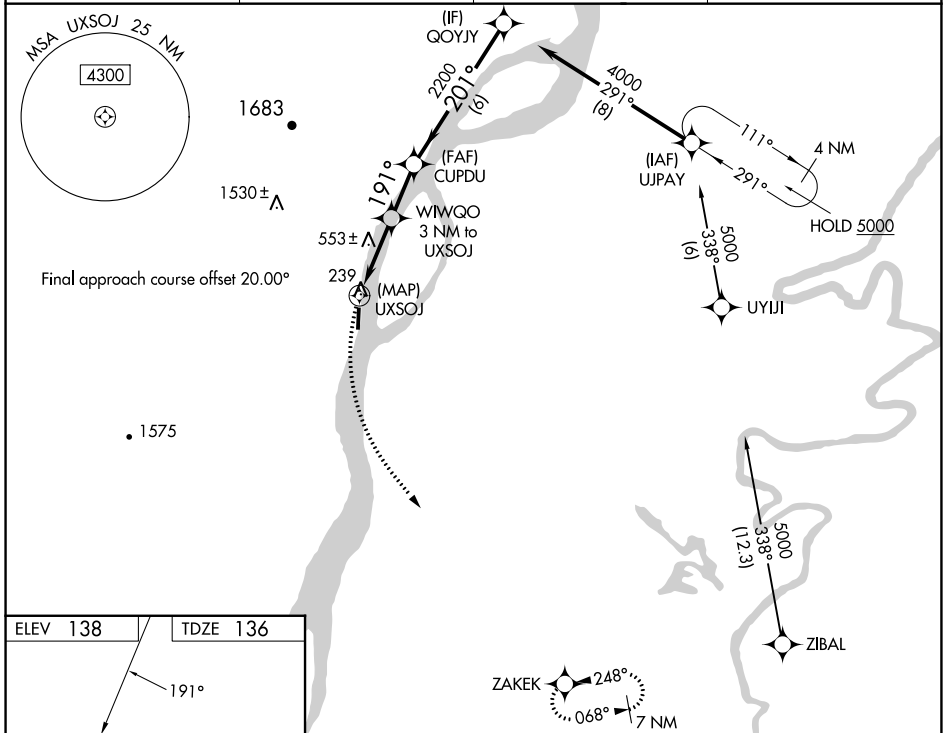 MSA UXSOJ 25 NM
4300
1683
1530 ±
553 ±
239
Final approach course offset 20.00°
1575
(IF)
QOYJY
2200
201°
(6)
(FAF)
CUPDU
191°
WIWQO
3 NM to
UXSOJ
(MAP)
UXSOJ
4000
291°
(8)
(IAF)
UJPAY
111°
291°
4 NM
HOLD 5000
5000
338°
(6)
UYIJI
5000
338°
(12.3)
ZIBAL
ZAKEK
248°
068°
7 NM
ELEV 138
TDZE 136
191°